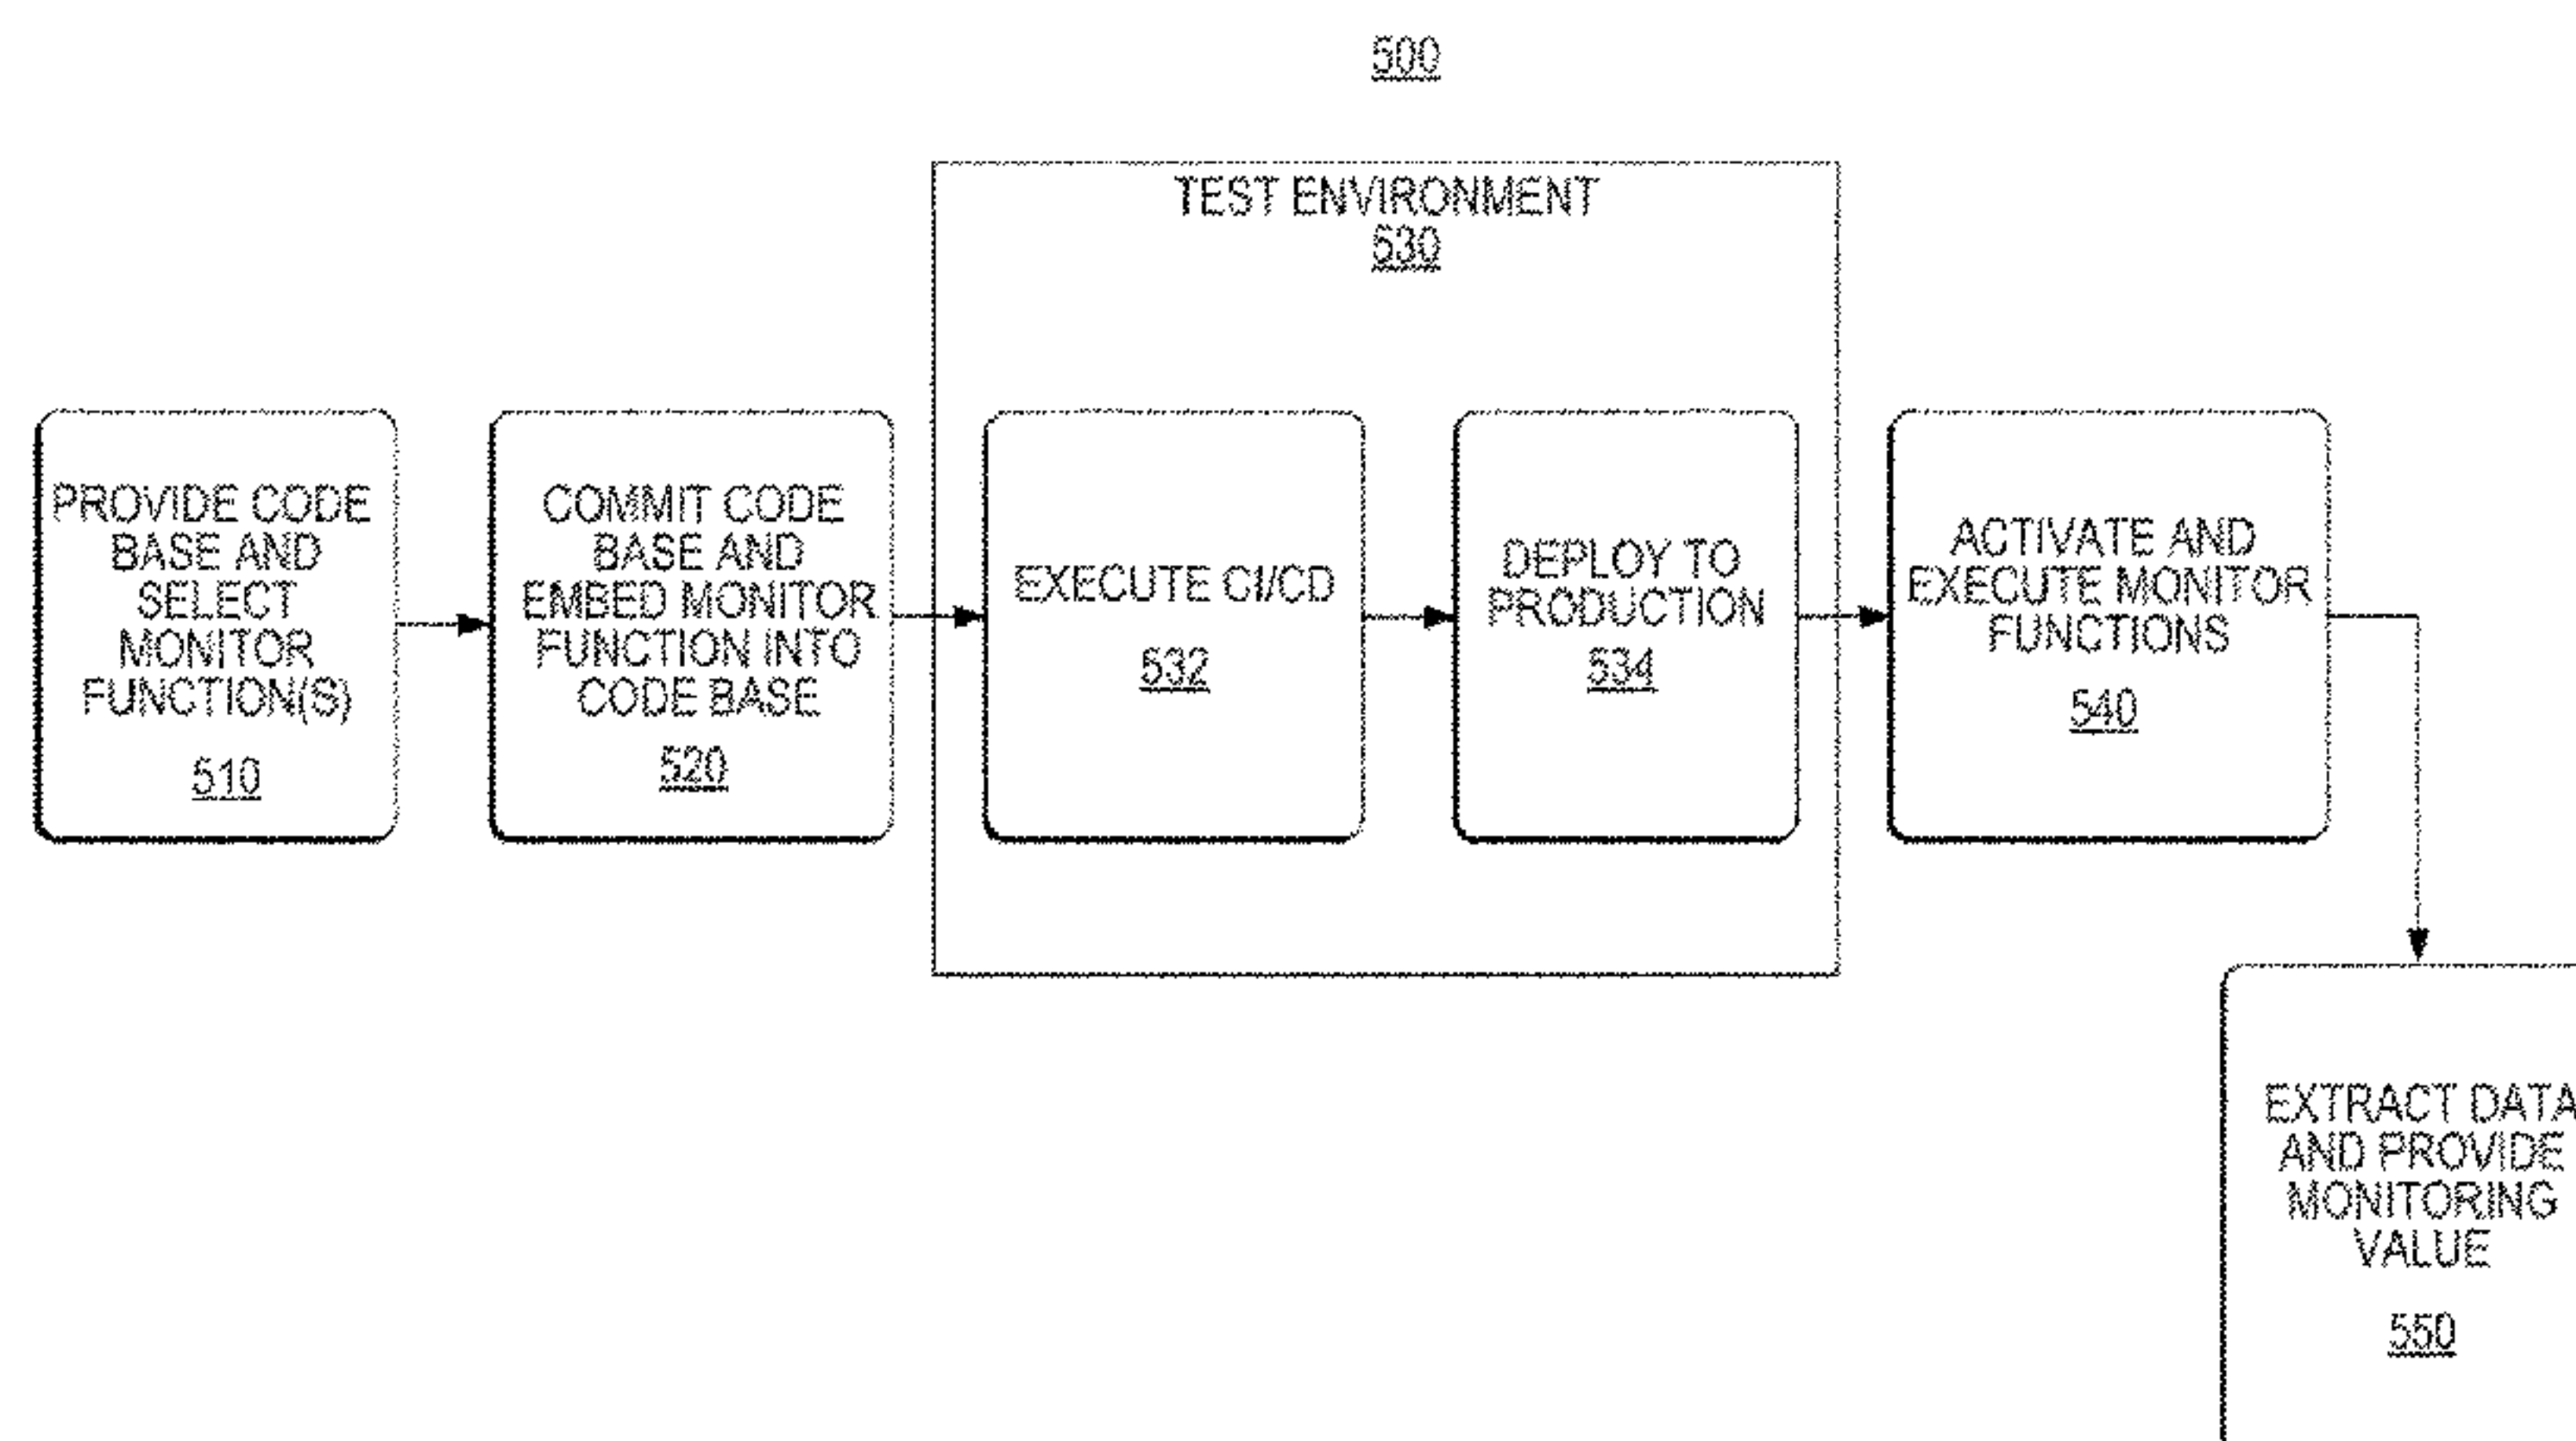 500
TEST ENVIRONMENT
530
PROVIDE CODE
BASE AND
SELECT
MONITOR
FUNCTION(S)
510
COMMIT CODE
BASE AND
EMBED MONITOR
FUNCTION INTO
CODE BASE
520
EXECUTE CI/CD
532
DEPLOY TO
PRODUCTION
534
ACTIVATE AND
EXECUTE MONITOR
FUNCTIONS
540
EXTRACT DATA
AND PROVIDE
MONITORING
VALUE
550